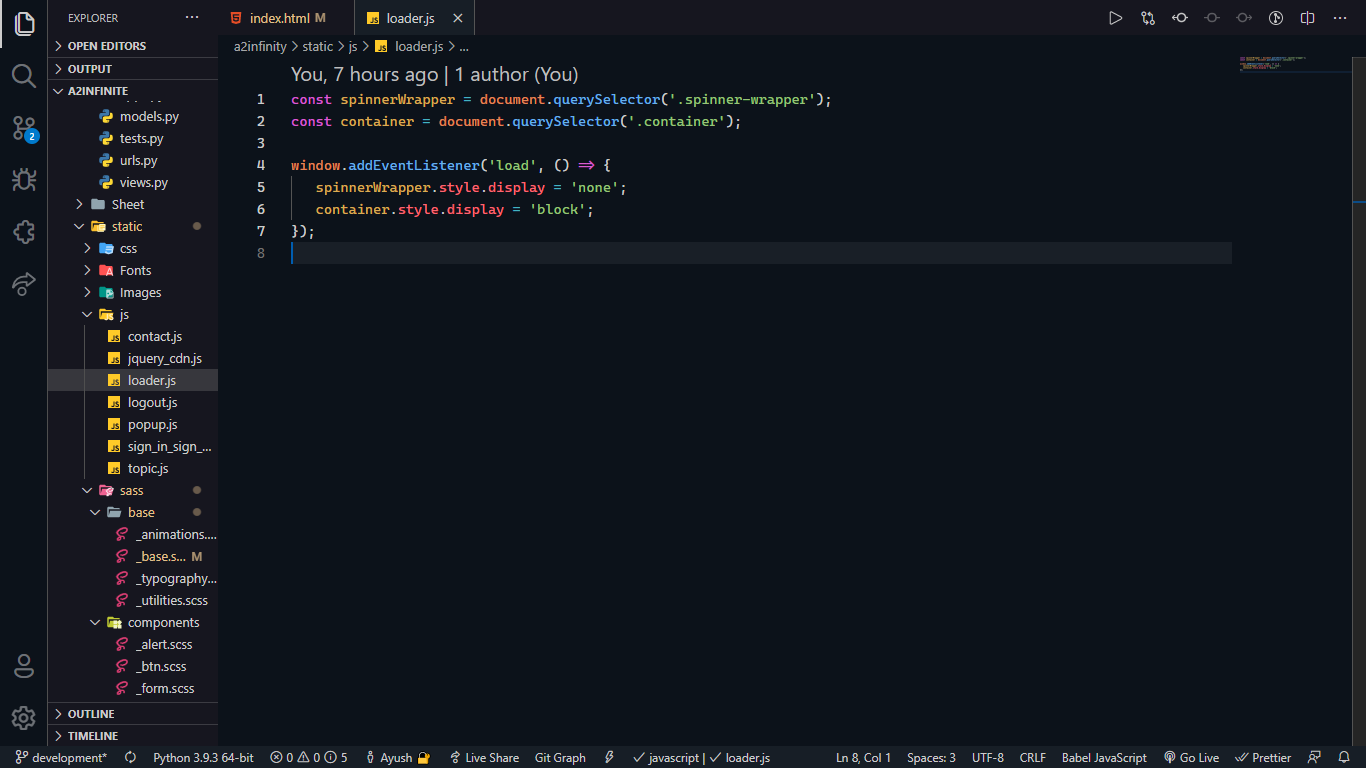 EXPLORER
OPEN EDITORS
OUTPUT
A2INFINITE
models.py
tests.py
urls.py
views.py
Sheet
static
css
Fonts
Images
js
contact.js
jquery_cdn.js
loader.js
logout.js
popup.js
sign_in_sign_...
topic.js
sass
base
_animations....
_base.s... M
_typography...
_utilities.scss
components
_alert.scss
_btn.scss
_form.scss
OUTLINE
TIMELINE
2
index.html M
loader.js
a2infinity > static > js > JS loader.js > ...
You, 7 hours ago | 1 author (You)
1 const spinnerWrapper = document.querySelector('.spinner-wrapper');
2 const container = document.querySelector('.container');
3
4 window.addEventListener('load', () => {
5 spinnerWrapper.style.display = 'none';
6 container.style.display = 'block';
7 });
8
development* Python 3.9.3 64-bit 0 0 5 Ayush Live Share Git Graph javascript | loader.js Ln 8, Col 1 Spaces: 3 UTF-8 CRLF Babel JavaScript Go Live Prettier